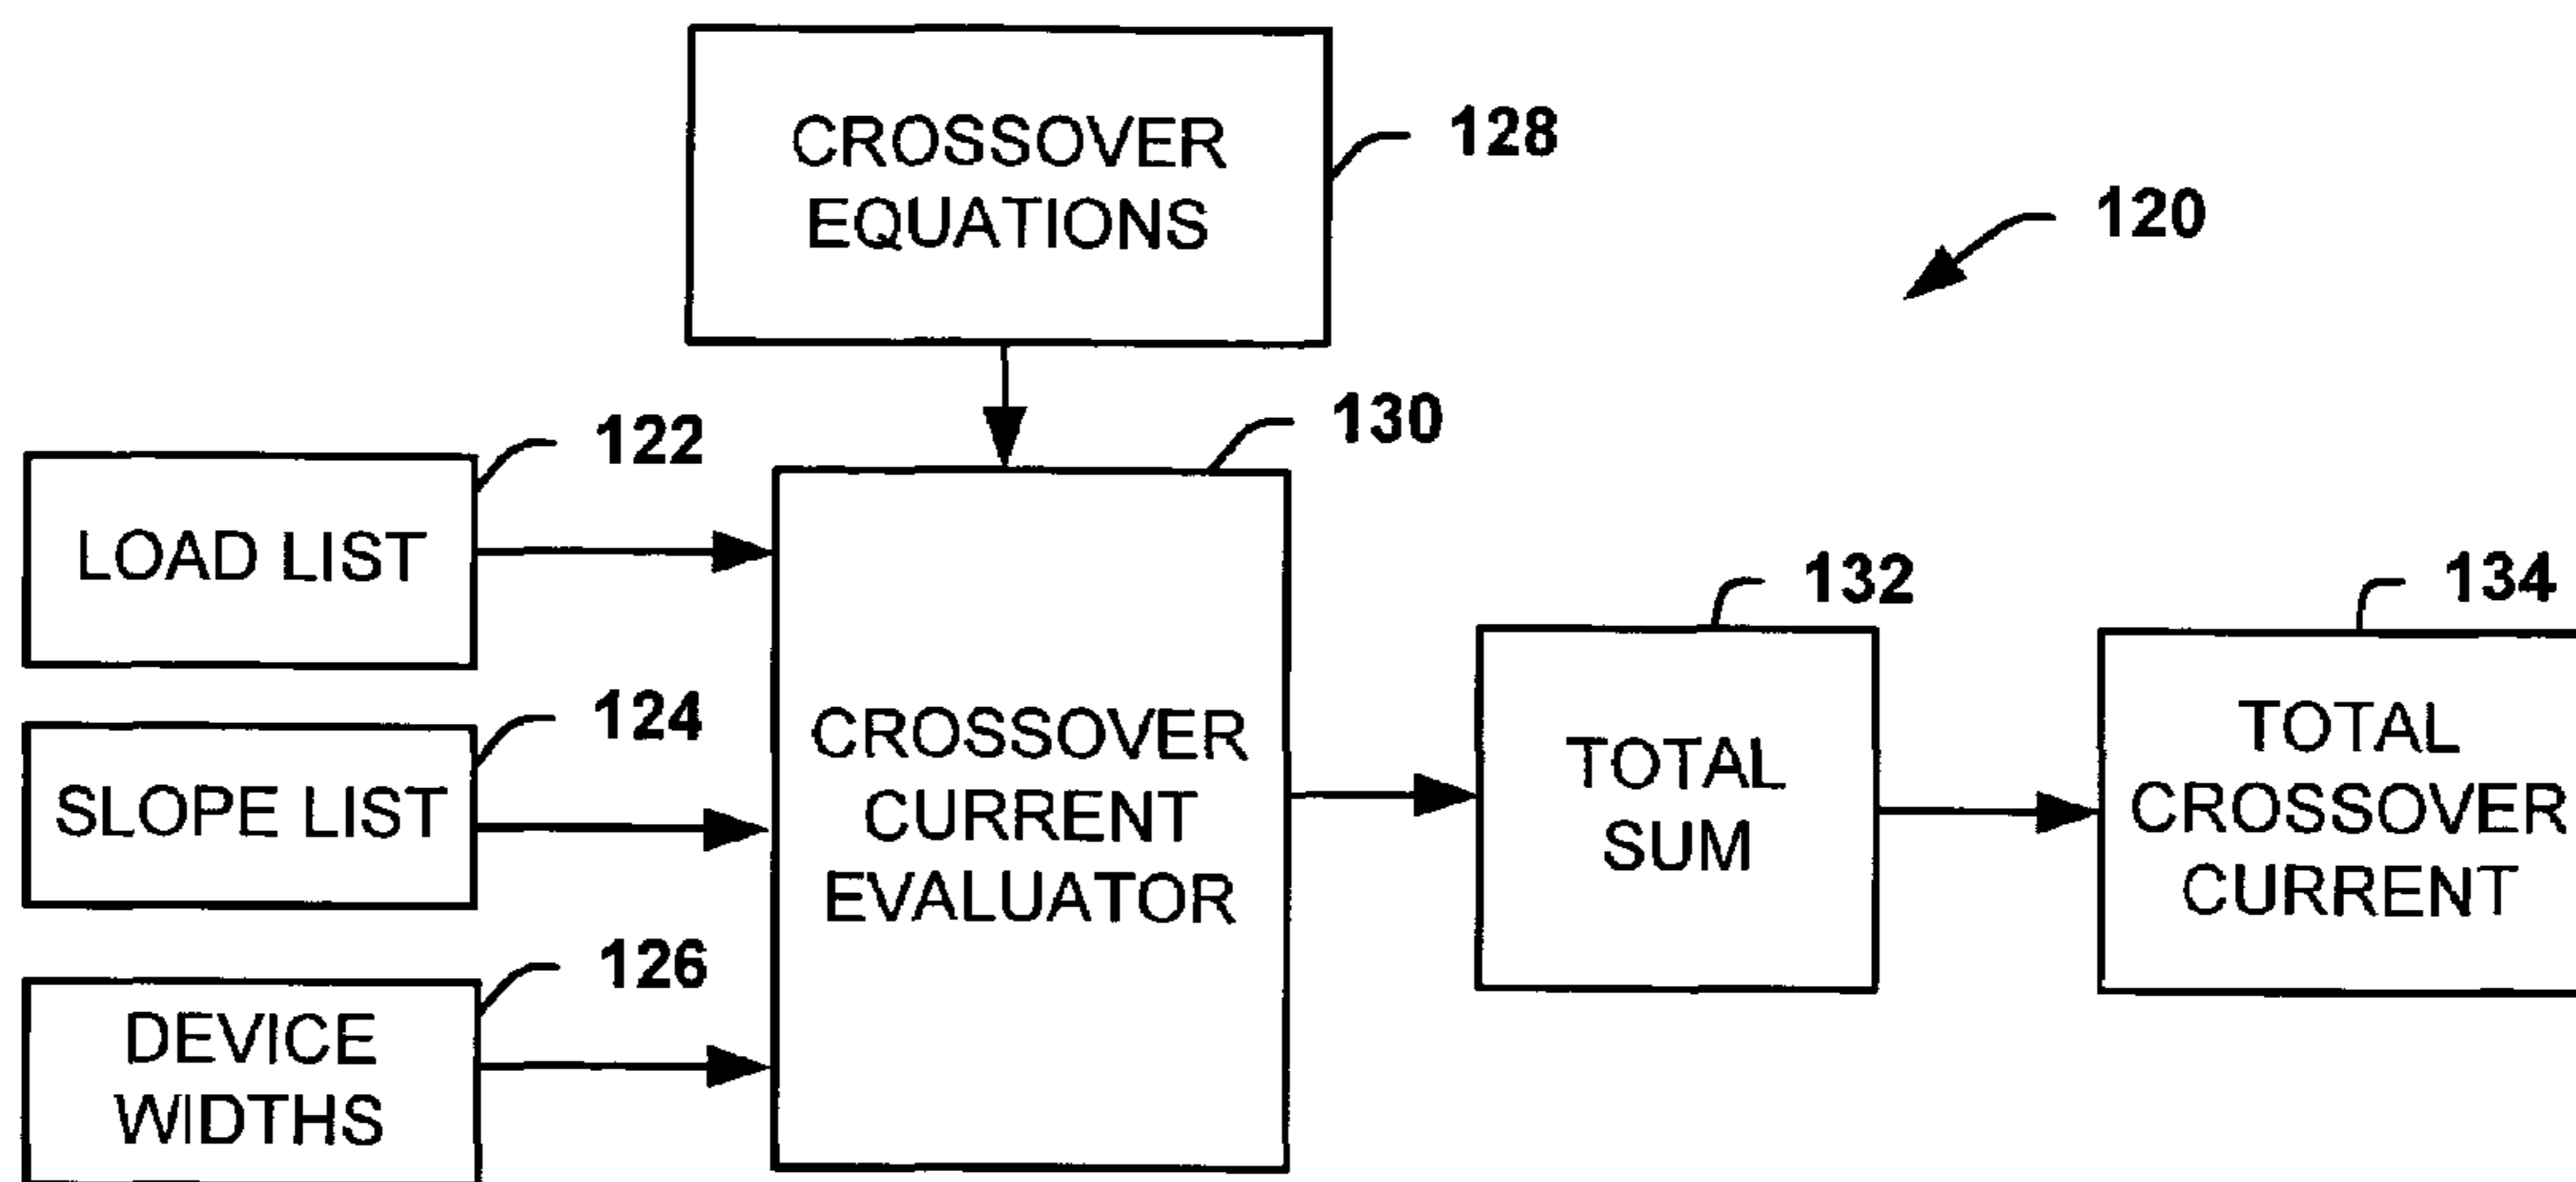 CROSSOVER
EQUATIONS
128
120
122
LOAD LIST
130
124
SLOPE LIST
126
DEVICE
WIDTHS
CROSSOVER
CURRENT
EVALUATOR
132
TOTAL
SUM
134
TOTAL
CROSSOVER
CURRENT